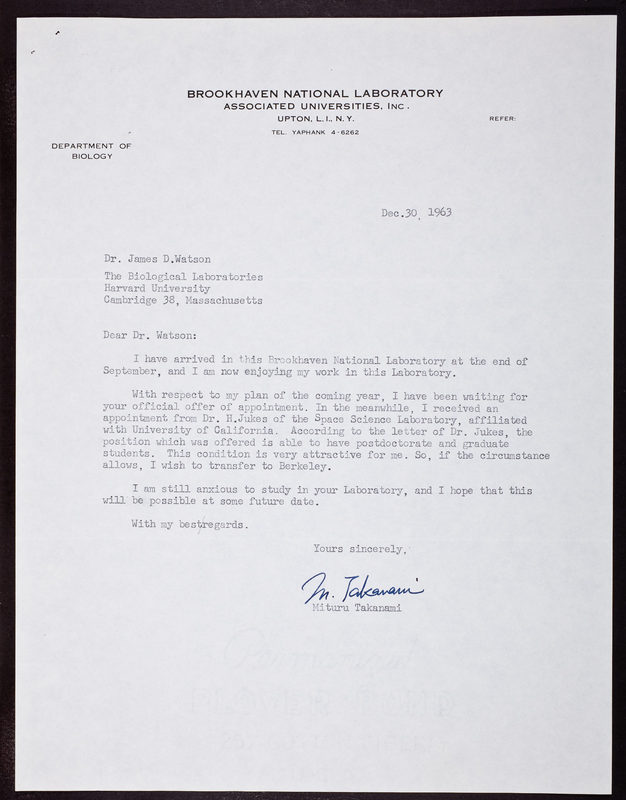 BROOKHAVEN NATIONAL LABORATORY
ASSOCIATED UNIVERSITIES, INC.
UPTON, L. I., N. Y.
REFER:
TEL. YAPHANK 4-6262
DEPARTMENT OF
BIOLOGY
Dec.30, 1963
Dr. James D.Watson
The Biological Laboratories
Harvard University
Cambridge 38, Massachusetts
Dear Dr. Watson:
I have arrived in this Brookhaven National Laboratory at the end of
September, and I am now enjoying my work in this Laboratory.
With respect to my plan of the coming year, I have been waiting for
your official offer of appointment. In the meanwhile, I received an
appointment from Dr. H.Jukes of the Space Science Laboratory, affiliated
with University of California. According to the letter of Dr. Jukes, the
position which was offered is able to have postdoctorate and graduate
students. This condition is very attractive for me. So, if the circumstance
allows, I wish to transfer to Berkeley.
I am still anxious to study in your Laboratory, and I hope that this
will be possible at some future date.
With my best/regards.
Yours sincerely,
M. Takanami
Mituru Takanami